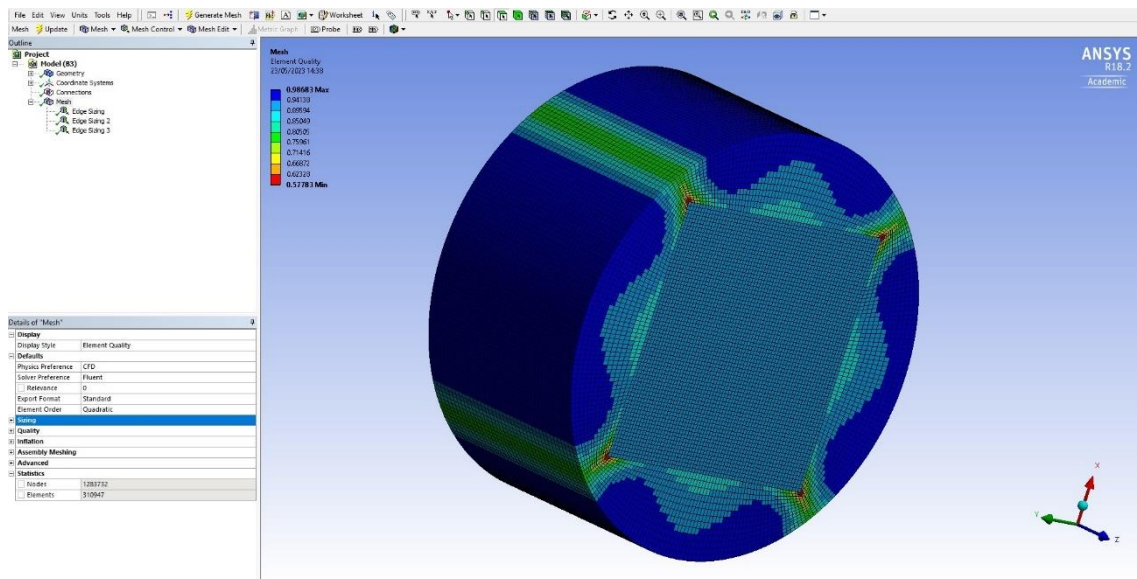 File Edit View Units Tools Help Generate Mesh Worksheet
Mesh Update Mesh Mesh Control Mesh Edit Metric Graph Probe
Outline
Project
Model (B3)
Geometry
Coordinate Systems
Connections
Mesh
Edge Sizing
Edge Sizing 2
Edge Sizing 3
Details of "Mesh"
Display
Display Style Element Quality
Defaults
Physics Preference CFD
Solver Preference Fluent
Relevance 0
Export Format Standard
Element Order Quadratic
Sizing
Quality
Inflation
Assembly Meshing
Advanced
Statistics
Nodes 1283732
Elements 310947
Mesh
Element Quality
23/05/2023 14:38
0.98683 Max
0.94138
0.89594
0.85049
0.80505
0.75961
0.71416
0.66872
0.62328
0.57783 Min
ANSYS
R18.2
Academic
X
Y
Z